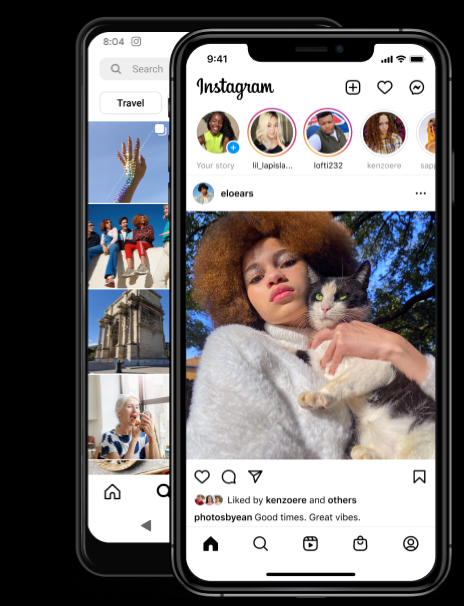 8:04
Search
Travel
9:41
Instagram
Your story
lil_lapisla...
lofti232
kenzoere
sapp
eloears
Liked by kenzoere and others
photosbyean Good times. Great vibes.